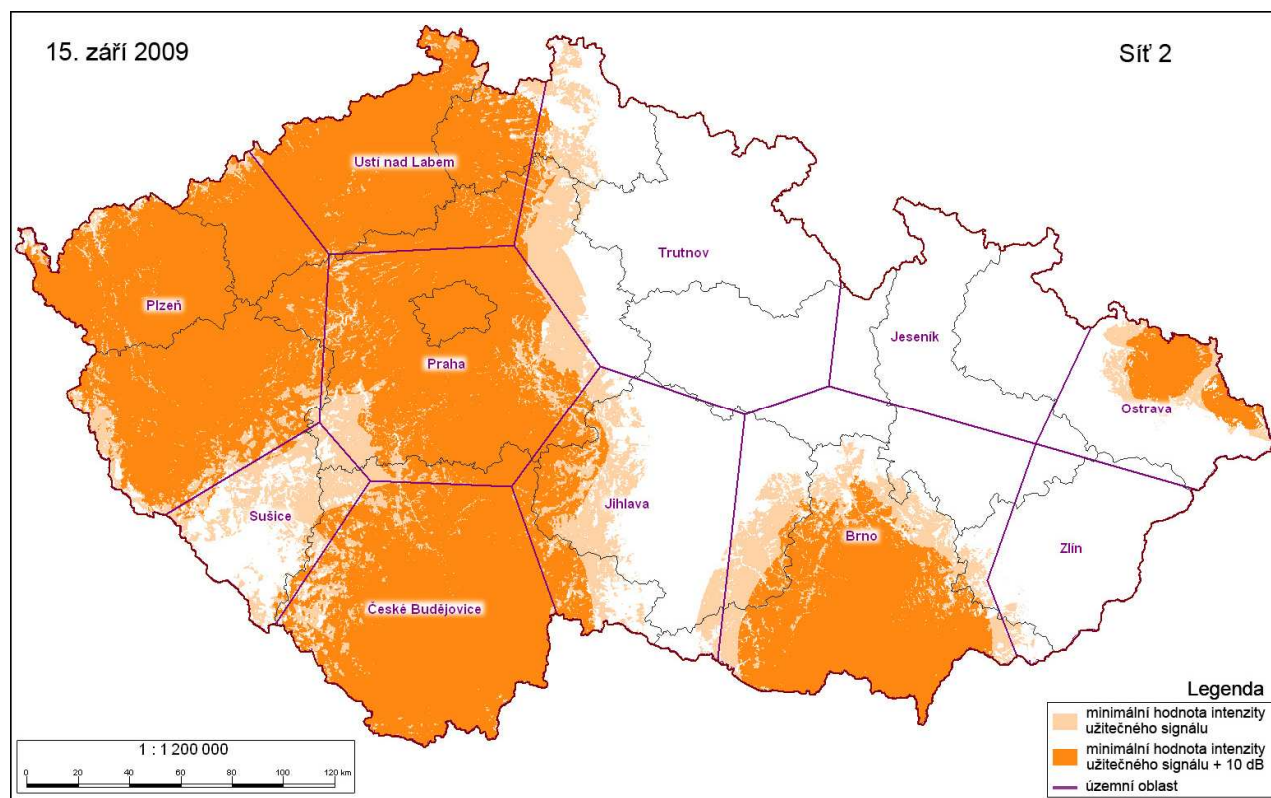 15. září 2009
Síť 2
Ustí nad Labem
Trutnov
Plzeň
Jeseník
Praha
Ostrava
Sušice
Jihlava
Brno
Zlín
České Budějovice
Legenda
minimální hodnota intenzity
užitečného signálu
minimální hodnota intenzity
užitečného signálu + 10 dB
územní oblast
1 : 1 200 000
0 20 40 60 80 100 120 km